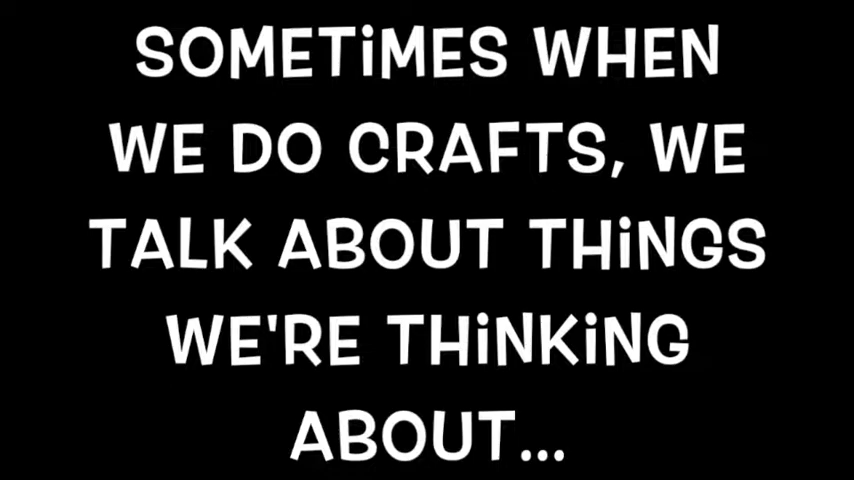 SOMETIMES WHEN
WE DO CRAFTS, WE
TALK ABOUT THINGS
WE'RE THINKING
ABOUT...